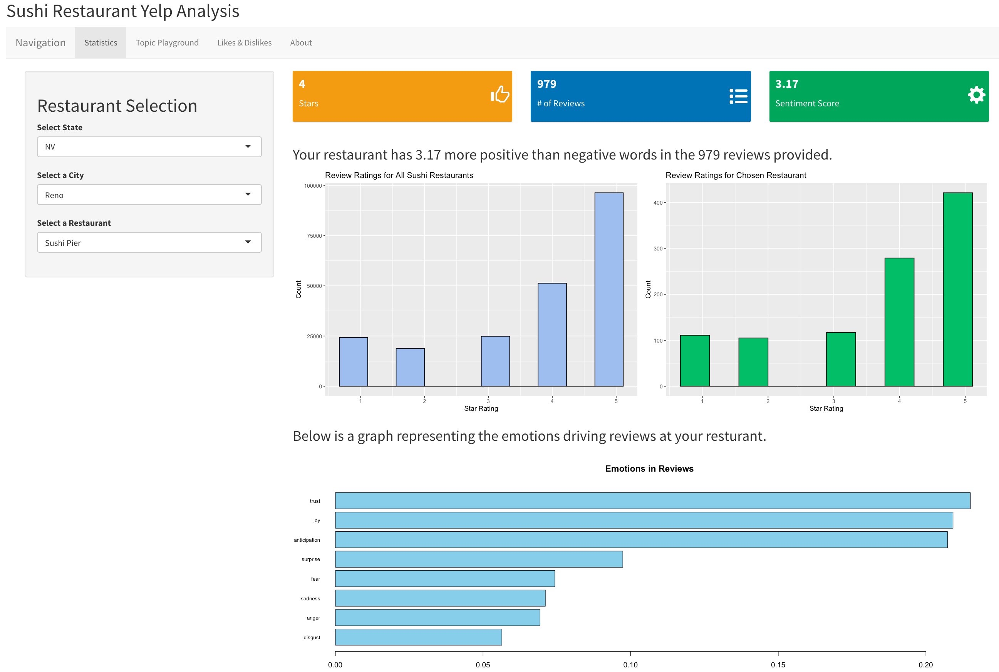 Sushi Restaurant Yelp Analysis
Navigation Statistics Topic Playground Likes & Dislikes About
Restaurant Selection
Select State
NV
Select a City
Reno
Select a Restaurant
Sushi Pier
4
Stars
979
# of Reviews
3.17
Sentiment Score
Your restaurant has 3.17 more positive than negative words in the 979 reviews provided.
Review Ratings for All Sushi Restaurants
100000
75000
50000
25000
0
Count
1 2 3 4 5
Star Rating
Review Ratings for Chosen Restaurant
400
300
200
100
0
Count
1 2 3 4 5
Star Rating
Below is a graph representing the emotions driving reviews at your resturant.
Emotions in Reviews
trust
joy
anticipation
surprise
fear
sadness
anger
disgust
0.00 0.05 0.10 0.15 0.20